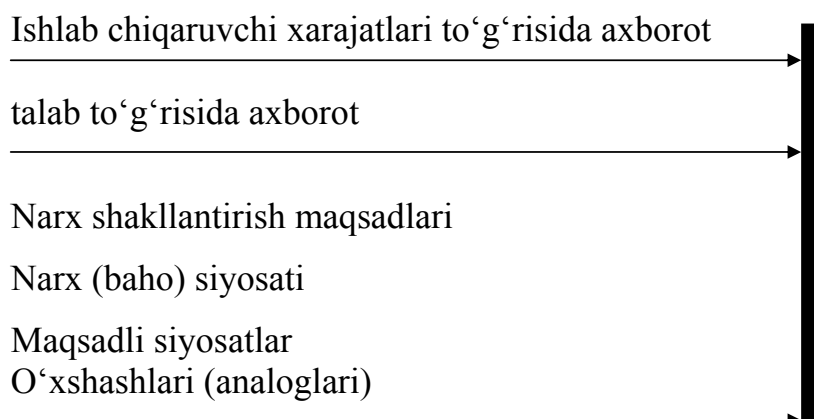 Ishlab chiqaruvchi xarajatlari to‘g‘risida axborot
talab to‘g‘risida axborot
Narx shakllantirish maqsadlari
Narx (baho) siyosati
Maqsadli siyosatlar
O‘xshashlari (analoglari)